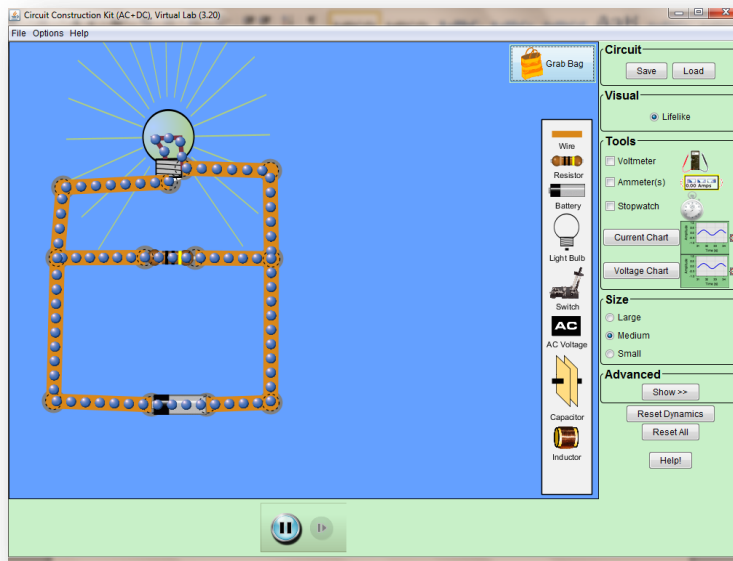 Circuit Construction Kit (AC+DC), Virtual Lab (3.20)
File Options Help
Grab Bag
Wire
Resistor
Battery
Light Bulb
Switch
AC
AC Voltage
Capacitor
Inductor
Circuit
Save Load
Visual
Lifelike
Tools
Voltmeter
Ammeter(s)
0.00 Amps
Stopwatch
Current Chart
Voltage Chart
Size
Large
Medium
Small
Advanced
Show >>
Reset Dynamics
Reset All
Help!